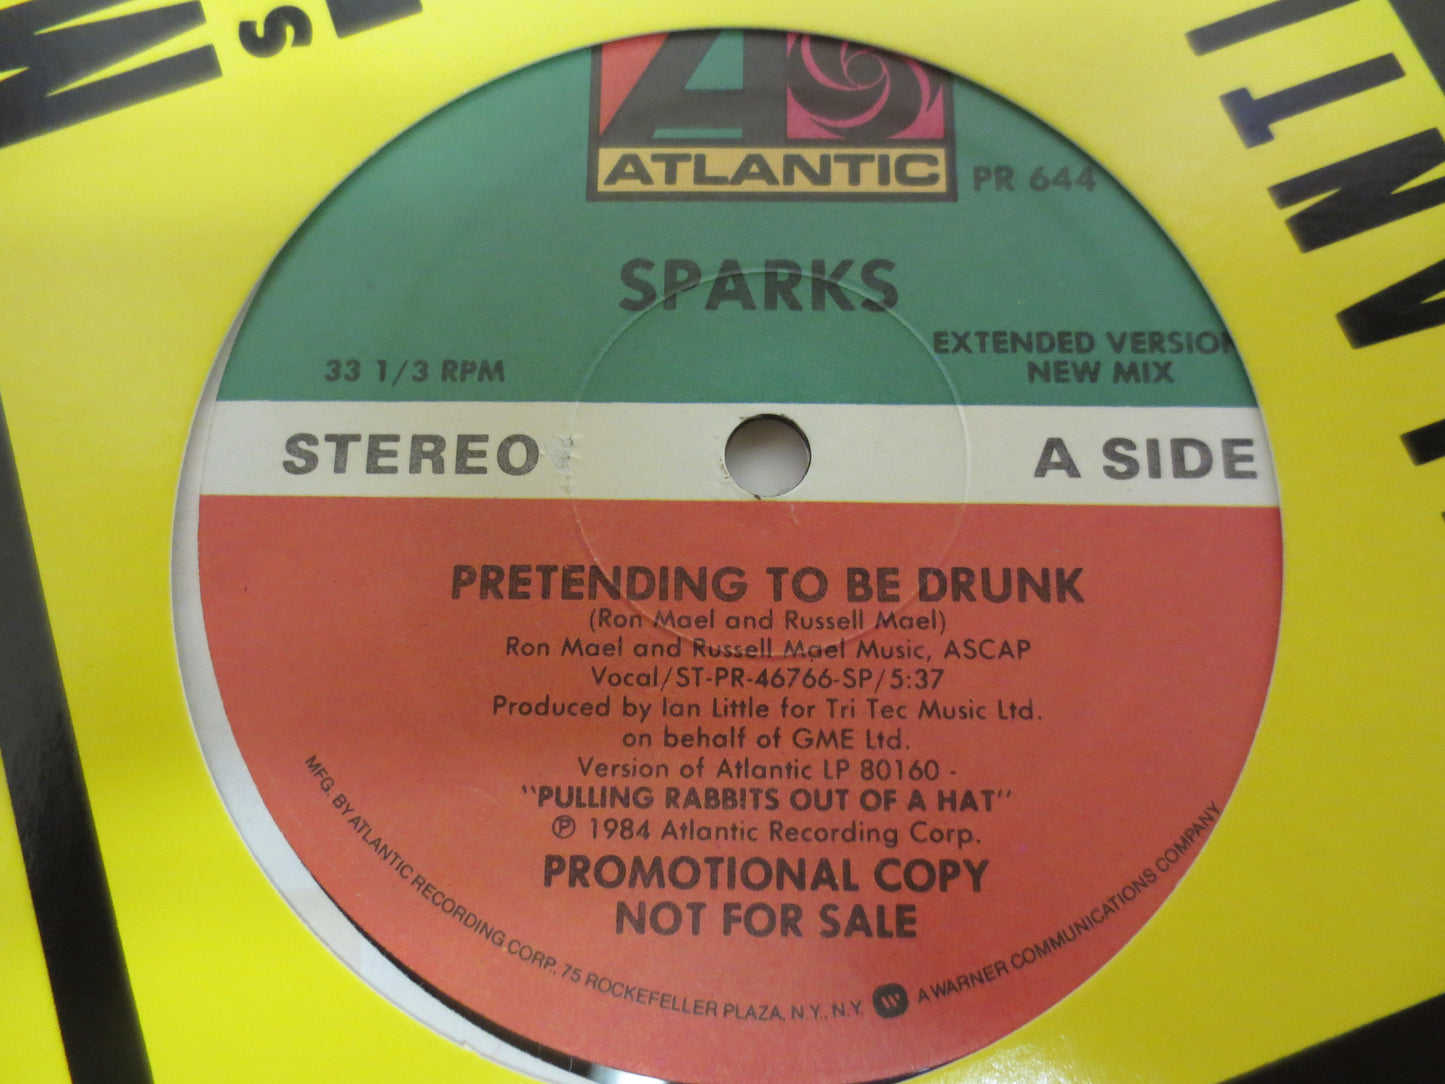 ATLANTIC
PR 644
SPARKS
EXTENDED VERSION
NEW MIX
33 1/3 RPM
STEREO
A SIDE
PRETENDING TO BE DRUNK
(Ron Mael and Russell Mael)
Ron Mael and Russell Mael Music, ASCAP
Vocal/ST-PR-46766-SP/5:37
Produced by Ian Little for Tri Tec Music Ltd.
on behalf of GME Ltd.
Version of Atlantic LP 80160 -
"PULLING RABBITS OUT OF A HAT"
℗ 1984 Atlantic Recording Corp.
PROMOTIONAL COPY
NOT FOR SALE
MFG. BY ATLANTIC RECORDING CORP., 75 ROCKEFELLER PLAZA, N.Y., N.Y. A WARNER COMMUNICATIONS COMPANY